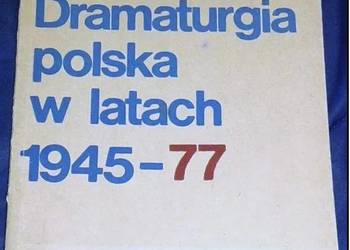 Dramaturgia
polska
w latach
1945-77